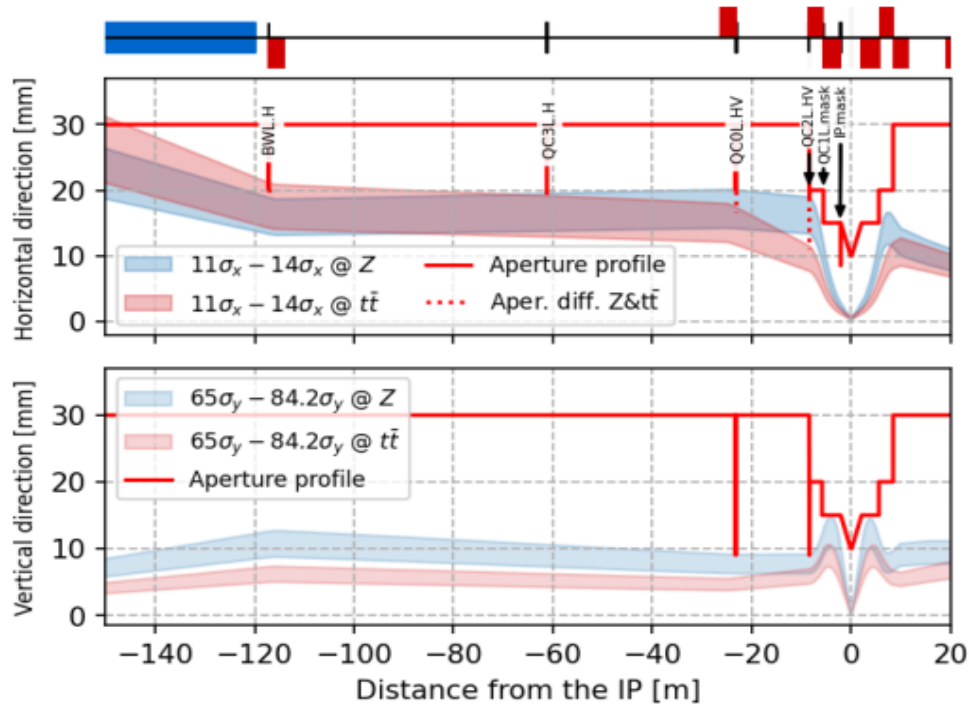 Horizontal direction [mm]
30
20
10
0
BWL.H
QC3L.H
QC0L.HV
QC2L.HV
QC1L.mask
IP.mask
11σx − 14σx @ Z
11σx − 14σx @ tt̄
Aperture profile
Aper. diff. Z&tt̄
Vertical direction [mm]
30
20
10
0
65σy − 84.2σy @ Z
65σy − 84.2σy @ tt̄
Aperture profile
−140 −120 −100 −80 −60 −40 −20 0 20
Distance from the IP [m]